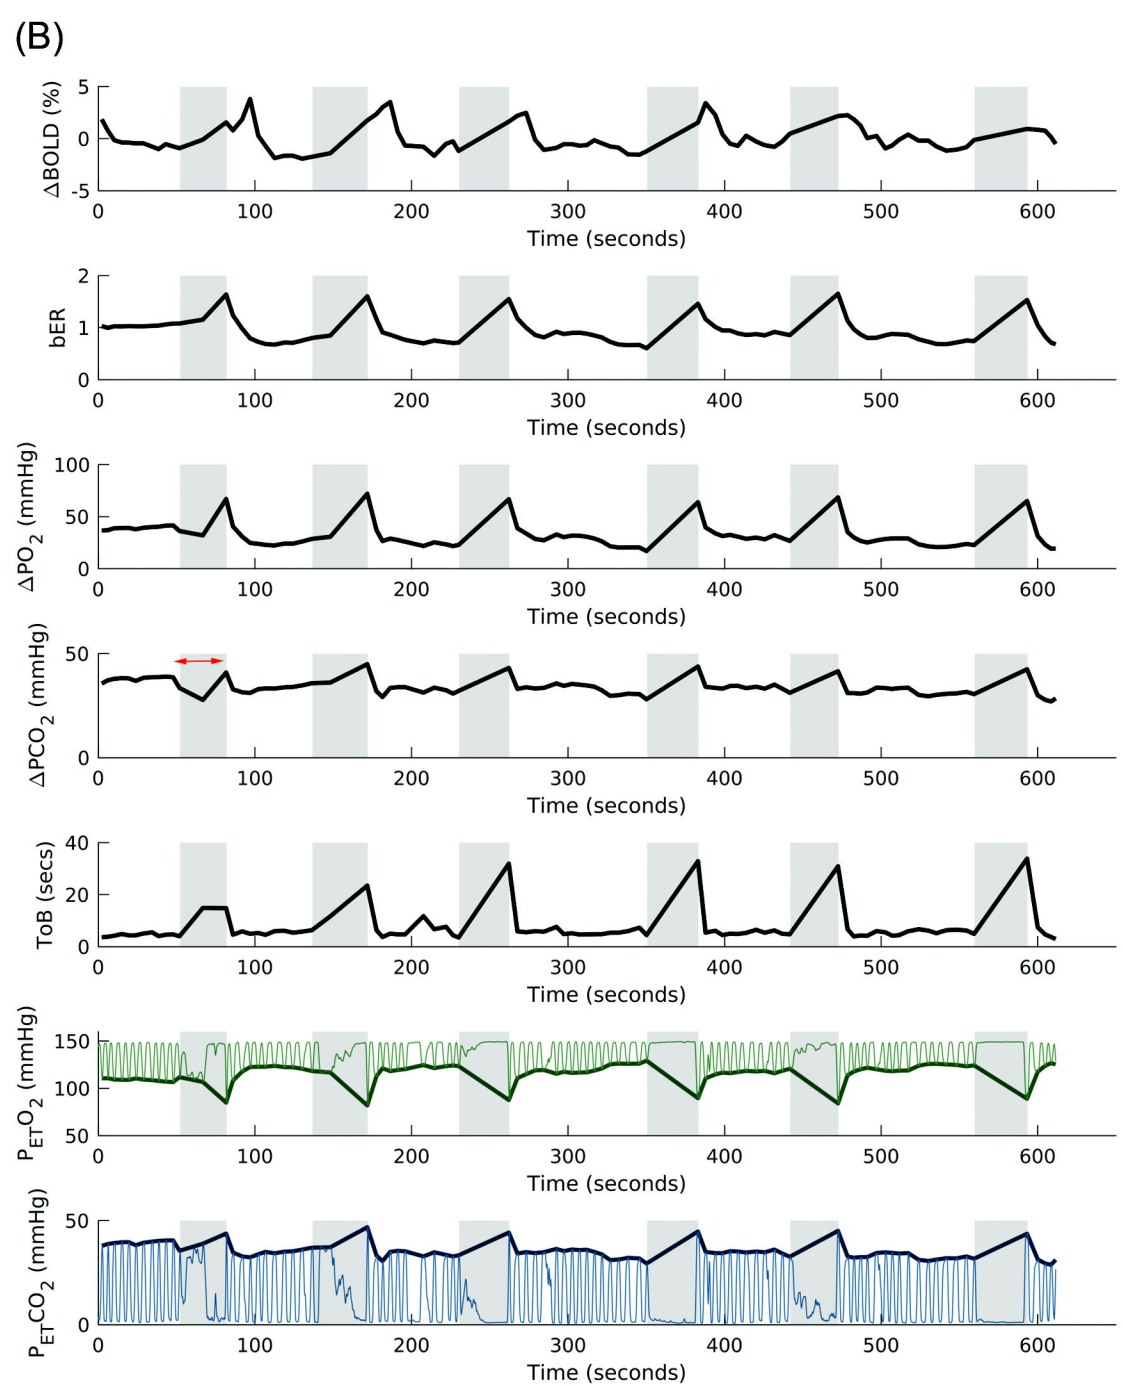 (B)
ΔBOLD (%)
5
0
-5
0 100 200 300 400 500 600
Time (seconds)
bER
2
1
0
0 100 200 300 400 500 600
Time (seconds)
ΔPO2 (mmHg)
100
50
0
0 100 200 300 400 500 600
Time (seconds)
ΔPCO2 (mmHg)
50
0
0 100 200 300 400 500 600
Time (seconds)
ToB (secs)
40
20
0
0 100 200 300 400 500 600
Time (seconds)
PETO2 (mmHg)
150
100
50
0 100 200 300 400 500 600
Time (seconds)
PETCO2 (mmHg)
50
0
0 100 200 300 400 500 600
Time (seconds)